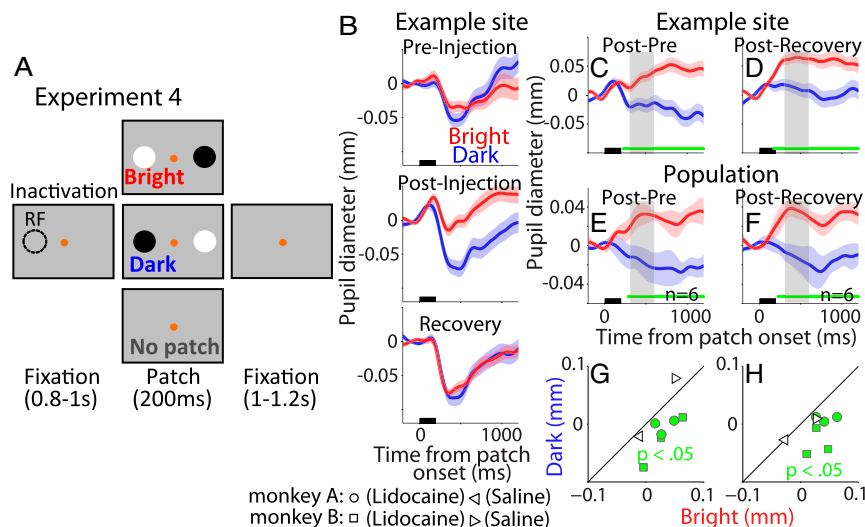 A
Experiment 4
Inactivation
RF
Bright
Dark
No patch
Fixation
(0.8-1s)
Patch
(200ms)
Fixation
(1-1.2s)
B
Example site
Pre-Injection
0
-0.05
Bright
Dark
Post-Injection
0
-0.05
Recovery
0
-0.05
Pupil diameter (mm)
0
1000
Time from patch
onset (ms)
Example site
C
Post-Pre
0.05
0
-0.05
D
Post-Recovery
Population
E
Post-Pre
0.04
0
-0.04
n=6
F
Post-Recovery
n=6
Pupil diameter (mm)
0
1000
0
1000
Time from patch onset (ms)
G
0.1
0
Dark (mm)
p < .05
−0.1
0
0.1
H
0.1
p < .05
0
0.1
Bright (mm)
monkey A: (Lidocaine) (Saline)
monkey B: (Lidocaine) (Saline)